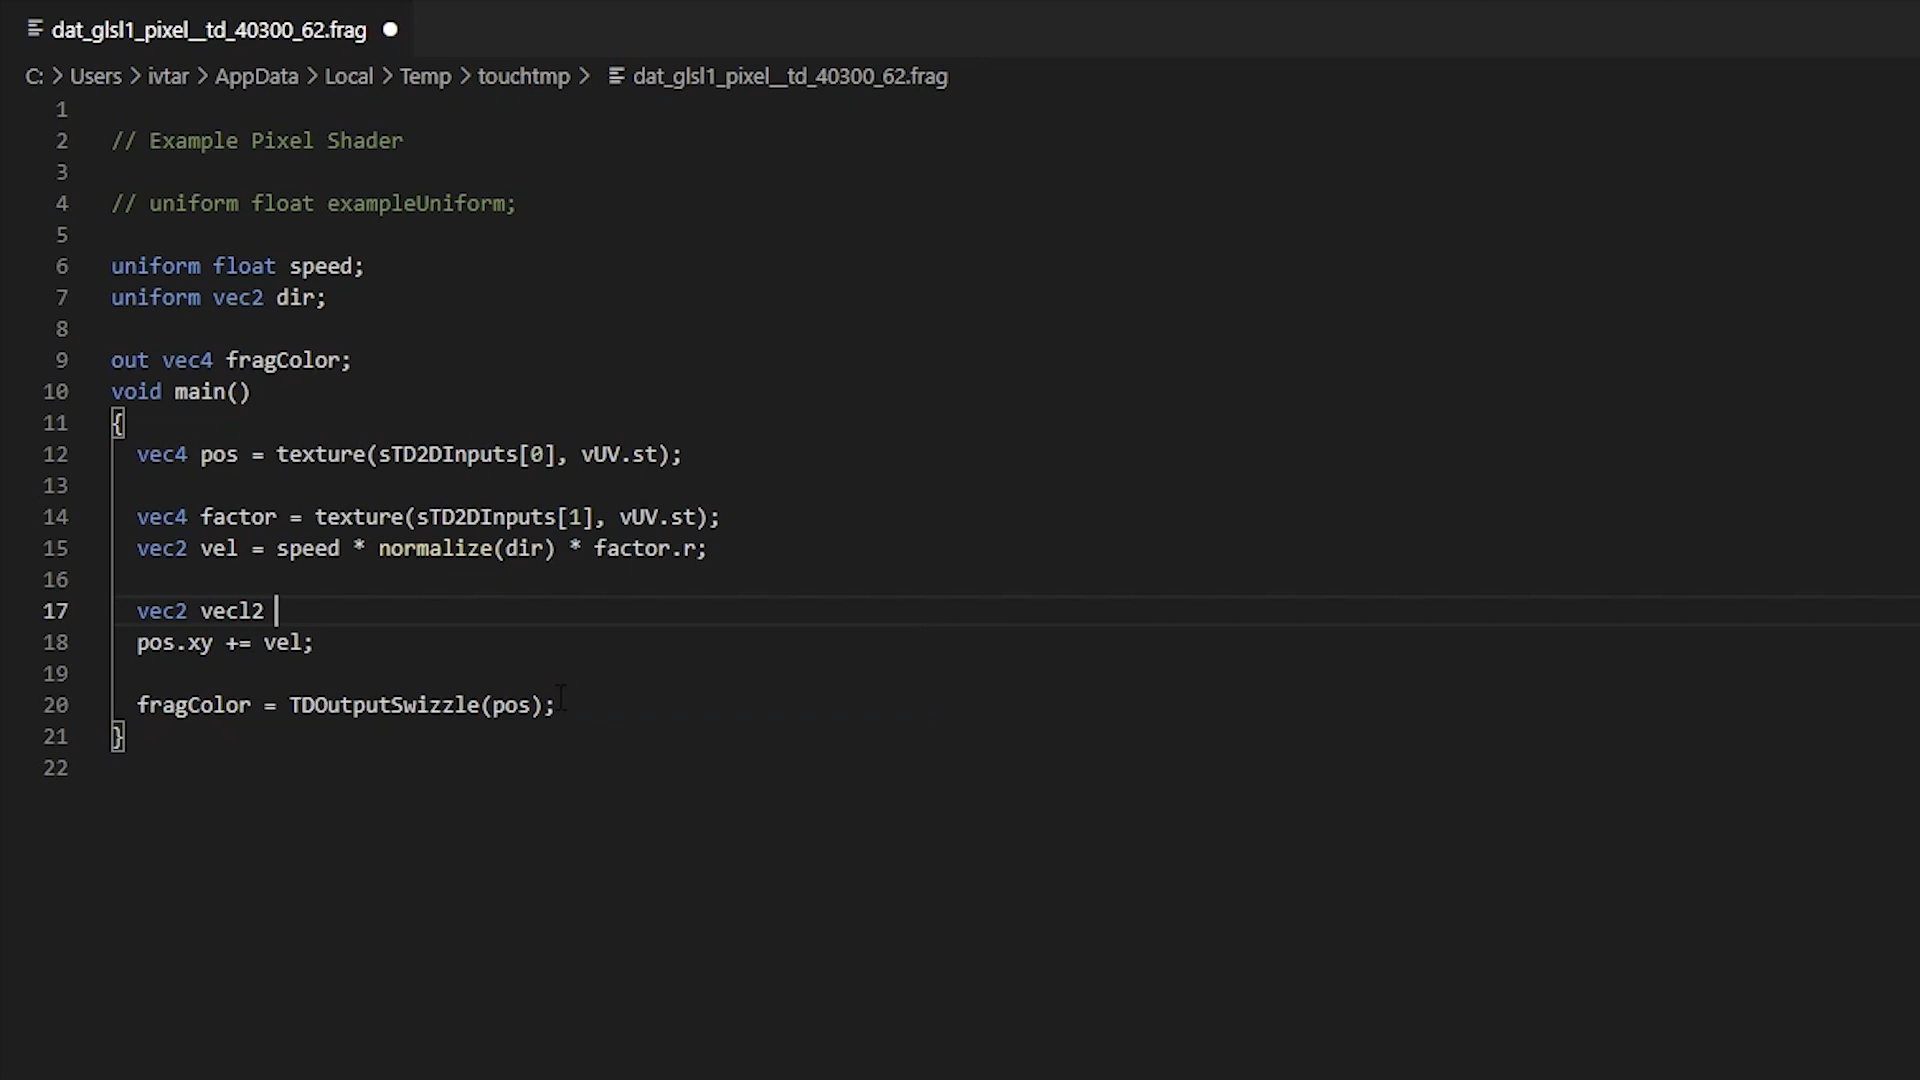 dat_glsl1_pixel__td_40300_62.frag
C: > Users > ivtar > AppData > Local > Temp > touchtmp > dat_glsl1_pixel__td_40300_62.frag
1
2 // Example Pixel Shader
3
4 // uniform float exampleUniform;
5
6 uniform float speed;
7 uniform vec2 dir;
8
9 out vec4 fragColor;
10 void main()
11 {
12 vec4 pos = texture(sTD2DInputs[0], vUV.st);
13
14 vec4 factor = texture(sTD2DInputs[1], vUV.st);
15 vec2 vel = speed * normalize(dir) * factor.r;
16
17 vec2 vecl2
18 pos.xy += vel;
19
20 fragColor = TDOutputSwizzle(pos);
21 }
22